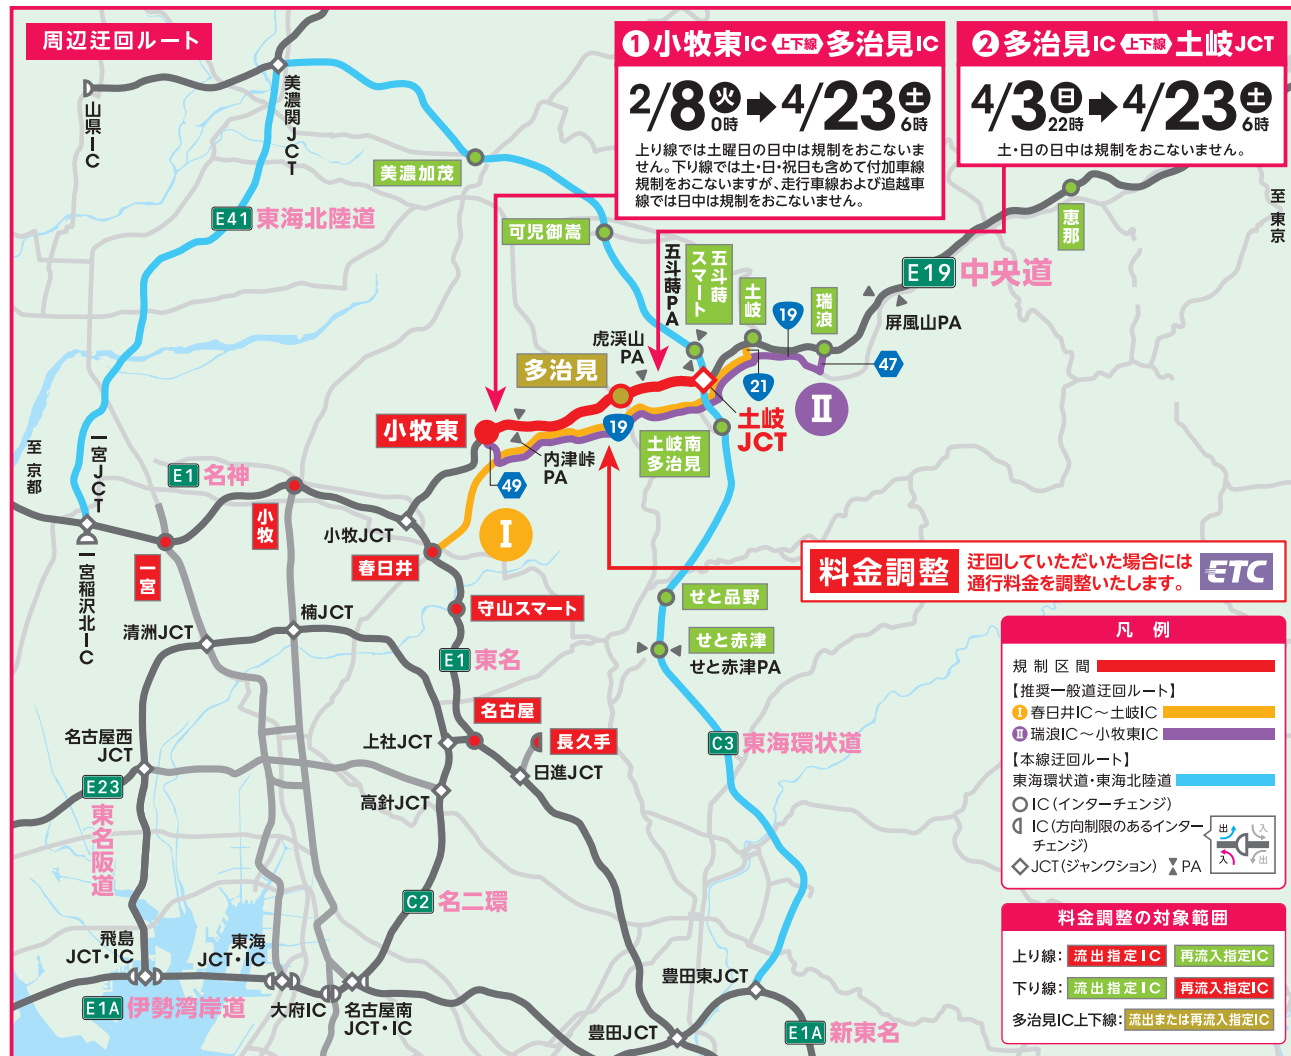 周辺迂回ルート
①小牧東IC 上下線 多治見IC
2/8火0時 → 4/23土6時
上り線では土曜日の日中は規制をおこないま
せん。下り線では土・日・祝日も含めて付加車線
規制をおこないますが、走行車線および追越車
線では日中は規制をおこないません。
②多治見IC 上下線 土岐JCT
4/3日22時 → 4/23土6時
土・日の日中は規制をおこないません。
山県IC
美濃関JCT
美濃加茂
E41 東海北陸道
可児御嵩
五斗蒔PA
五斗蒔
スマート
土岐
19
瑞浪
恵那
至 東京
E19 中央道
屏風山PA
虎渓山
PA
多治見
47
21
Ⅱ
小牧東
19
土岐
JCT
土岐南
多治見
内津峠
PA
49
至 京都
一宮JCT
E1 名神
小牧
小牧JCT
Ⅰ
一宮
春日井
一宮稲沢北IC
料金調整
迂回していただいた場合には
通行料金を調整いたします。
ETC
清洲JCT
楠JCT
守山スマート
せと品野
せと赤津
せと赤津PA
E1 東名
名古屋
長久手
名古屋西
JCT
上社JCT
日進JCT
C3 東海環状道
E23
東名阪道
高針JCT
C2 名二環
飛島
JCT・IC
東海
JCT・IC
E1A 伊勢湾岸道
大府IC
名古屋南
JCT・IC
豊田東JCT
豊田JCT
E1A 新東名
凡例
規制区間
【推奨一般道迂回ルート】
Ⅰ 春日井IC～土岐IC
Ⅱ 瑞浪IC～小牧東IC
【本線迂回ルート】
東海環状道・東海北陸道
IC(インターチェンジ)
IC(方向制限のあるインター
チェンジ)
出 入
入 出
JCT(ジャンクション) PA
料金調整の対象範囲
上り線： 流出指定IC 再流入指定IC
下り線： 流出指定IC 再流入指定IC
多治見IC上下線： 流出または再流入指定IC